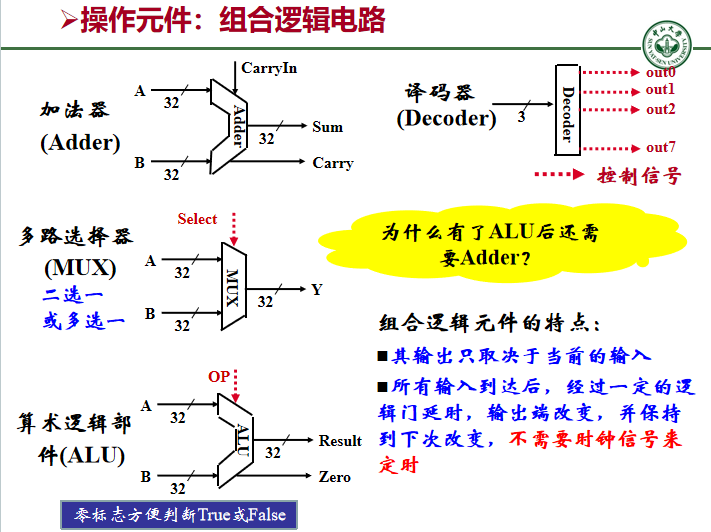 ➢操作元件：组合逻辑电路
中山大学
SUN YAT-SEN UNIVERSITY
加法器
(Adder)
CarryIn
A
32
Adder
32
Sum
B
32
Carry
译码器
(Decoder)
3
Decoder
out0
out1
out2
out7
控制信号
多路选择器
(MUX)
二选一
或多选一
Select
A
32
MUX
32
Y
B
32
为什么有了ALU后还需
要Adder？
算术逻辑部
件(ALU)
OP
A
32
ALU
32
Result
B
32
Zero
零标志方便判断True或False
组合逻辑元件的特点：
■其输出只取决于当前的输入
■所有输入到达后，经过一定的逻
辑门延时，输出端改变，并保持
到下次改变，不需要时钟信号来
定时